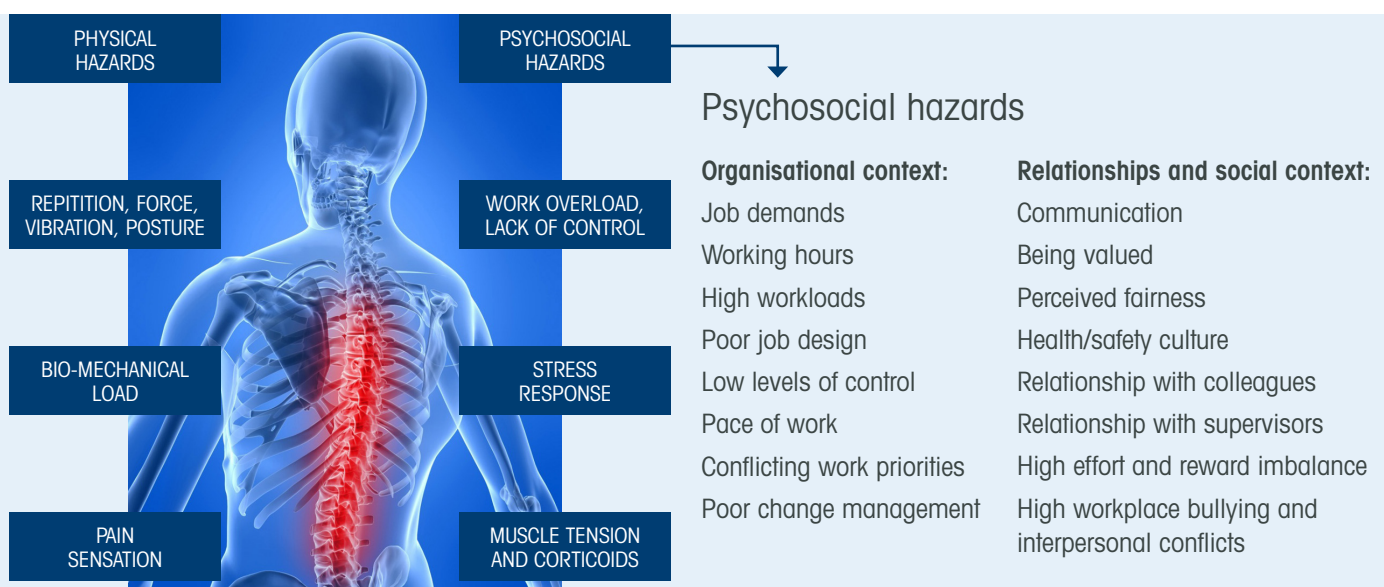 PHYSICAL
HAZARDS
PSYCHOSOCIAL
HAZARDS
REPITITION, FORCE,
VIBRATION, POSTURE
WORK OVERLOAD,
LACK OF CONTROL
BIO-MECHANICAL
LOAD
STRESS
RESPONSE
PAIN
SENSATION
MUSCLE TENSION
AND CORTICOIDS
Psychosocial hazards
Organisational context:
Job demands
Working hours
High workloads
Poor job design
Low levels of control
Pace of work
Conflicting work priorities
Poor change management
Relationships and social context:
Communication
Being valued
Perceived fairness
Health/safety culture
Relationship with colleagues
Relationship with supervisors
High effort and reward imbalance
High workplace bullying and
interpersonal conflicts